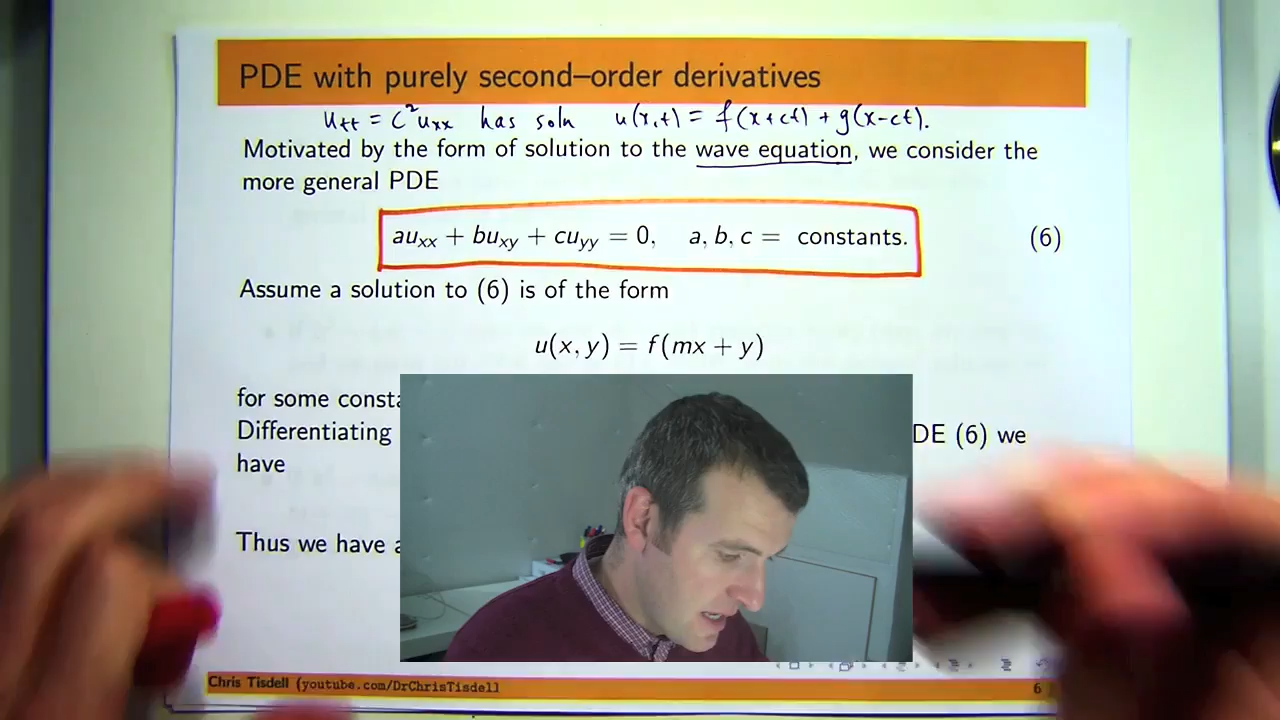 PDE with purely second–order derivatives
u_tt = c²u_xx has soln u(x,t) = f(x+ct) + g(x-ct).
Motivated by the form of solution to the wave equation, we consider the
more general PDE
au_xx + bu_xy + cu_yy = 0, a, b, c = constants. (6)
Assume a solution to (6) is of the form
u(x, y) = f(mx + y)
for some
Differentiating DE (6) we
have
Thus we have
Chris Tisdell (youtube.com/DrChrisTisdell 6